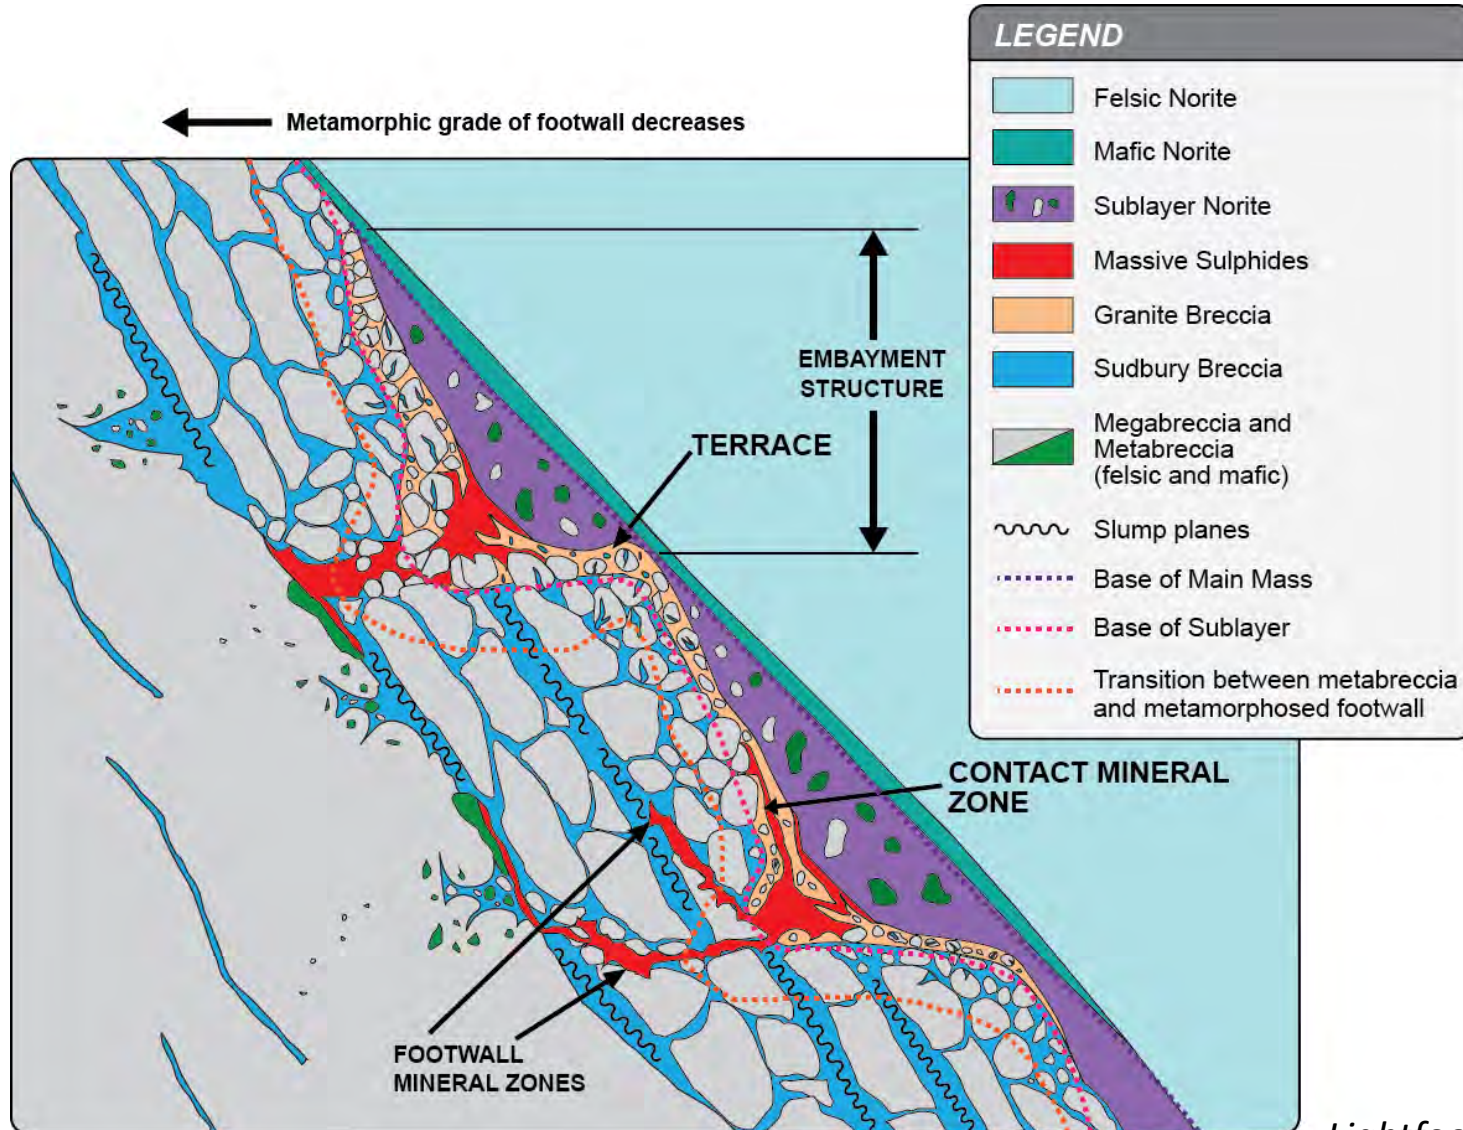 LEGEND
Felsic Norite
Mafic Norite
Sublayer Norite
Massive Sulphides
Granite Breccia
Sudbury Breccia
Megabreccia and
Metabreccia
(felsic and mafic)
Slump planes
Base of Main Mass
Base of Sublayer
Transition between metabreccia
and metamorphosed footwall
Metamorphic grade of footwall decreases
EMBAYMENT
STRUCTURE
TERRACE
CONTACT MINERAL
ZONE
FOOTWALL
MINERAL ZONES